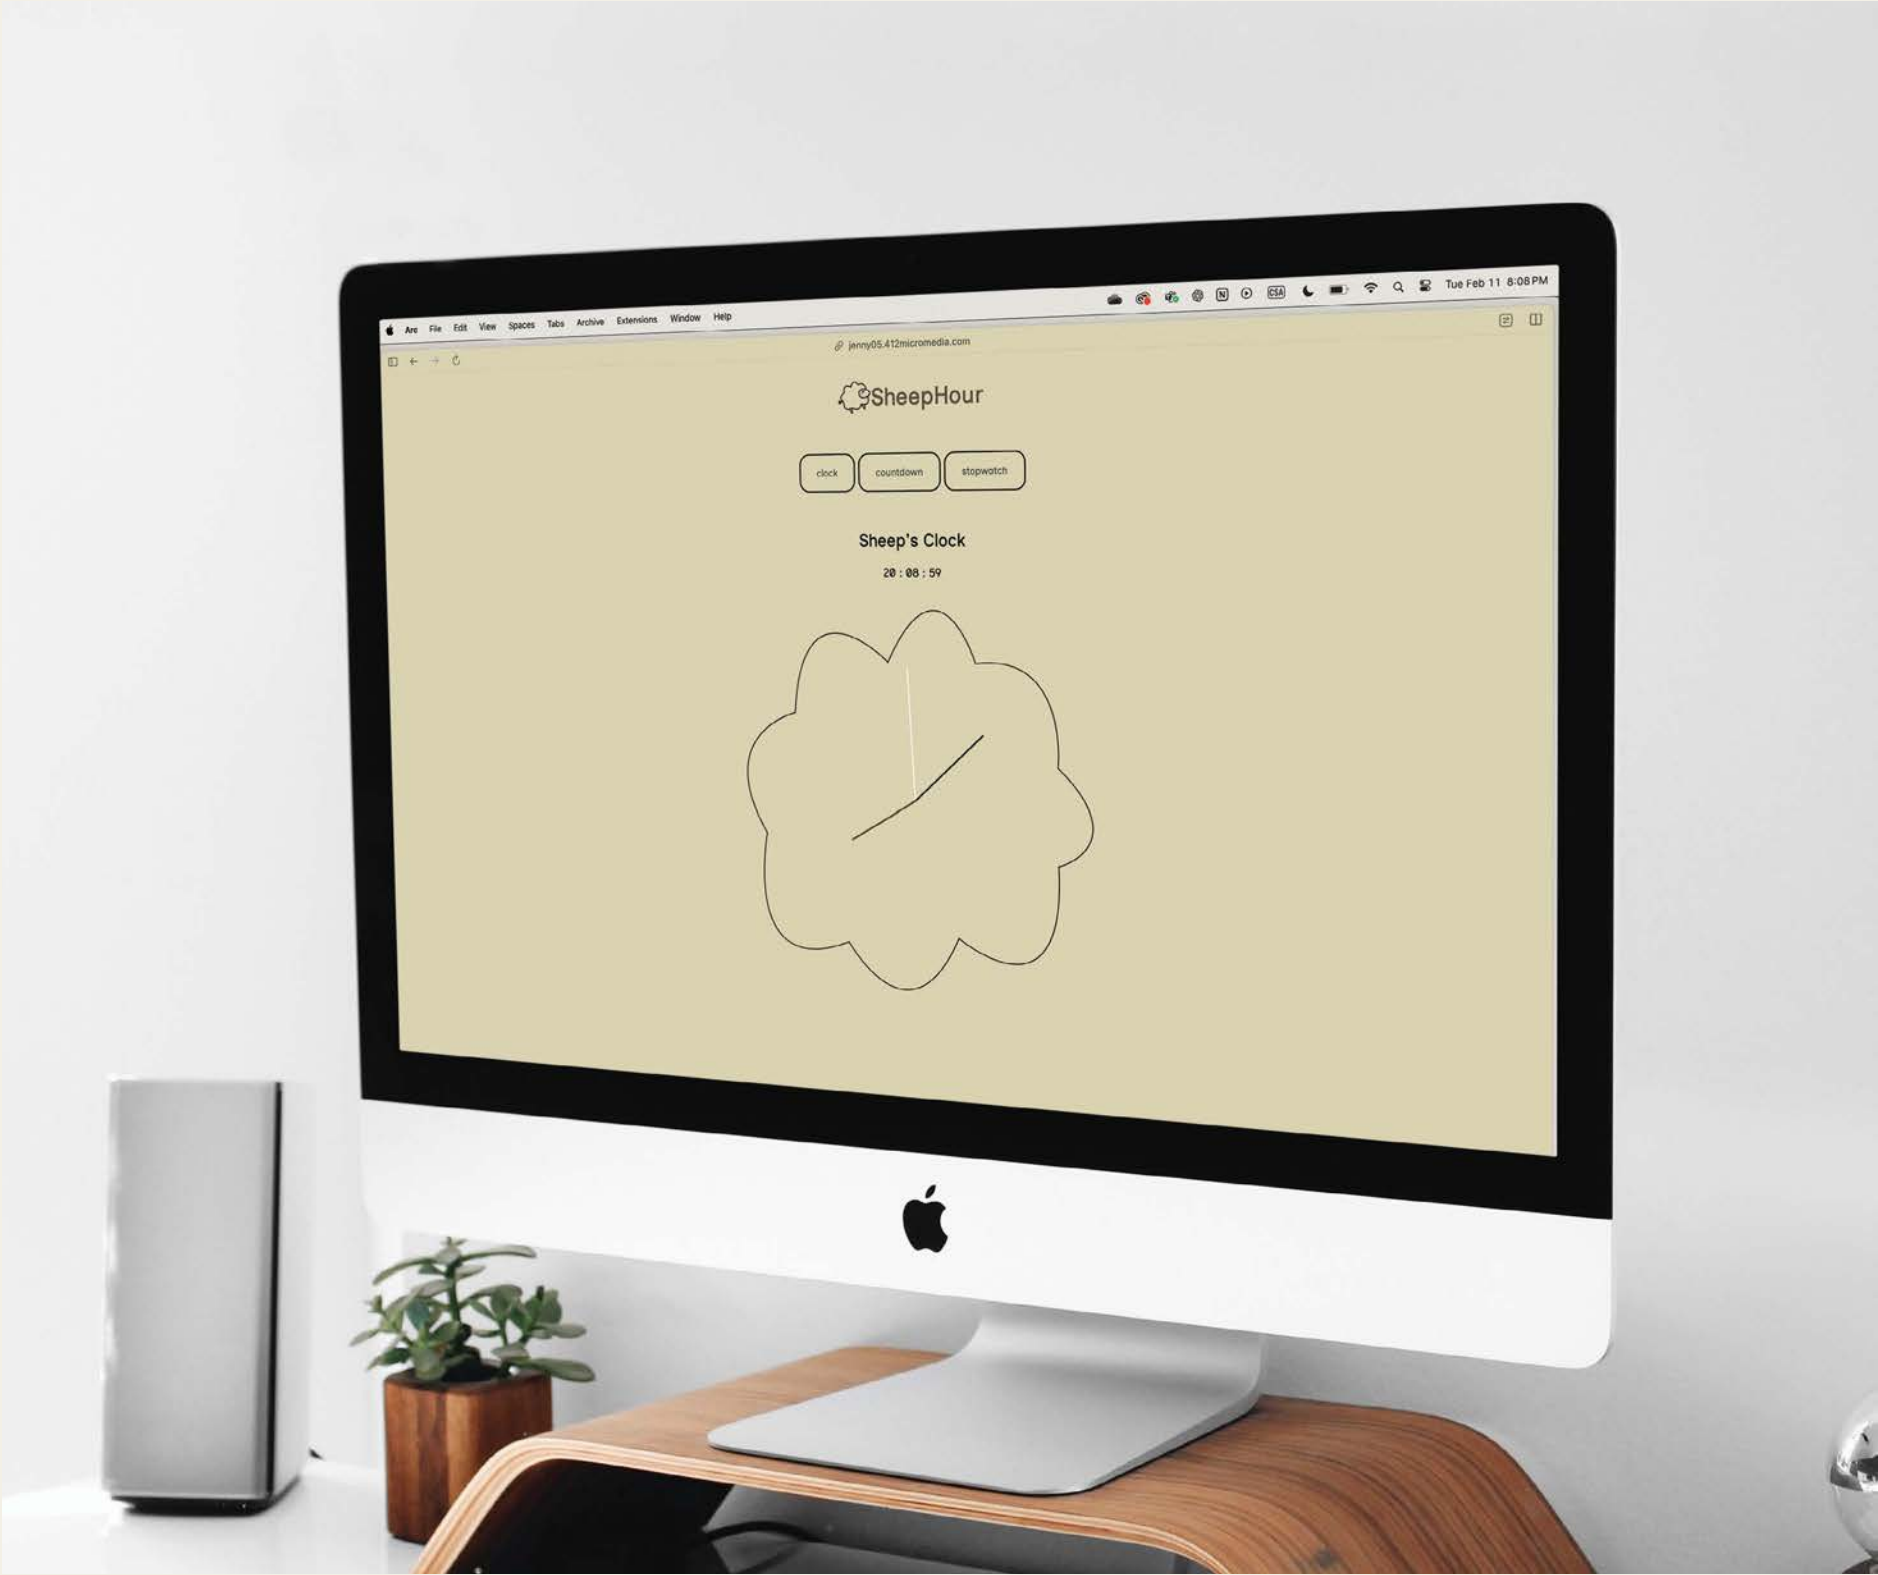 Arc File Edit View Spaces Tabs Archive Extensions Window Help
CSA Tue Feb 11 8:08 PM
jenny05.412micromedia.com
SheepHour
clock countdown stopwatch
Sheep's Clock
20 : 08 : 59